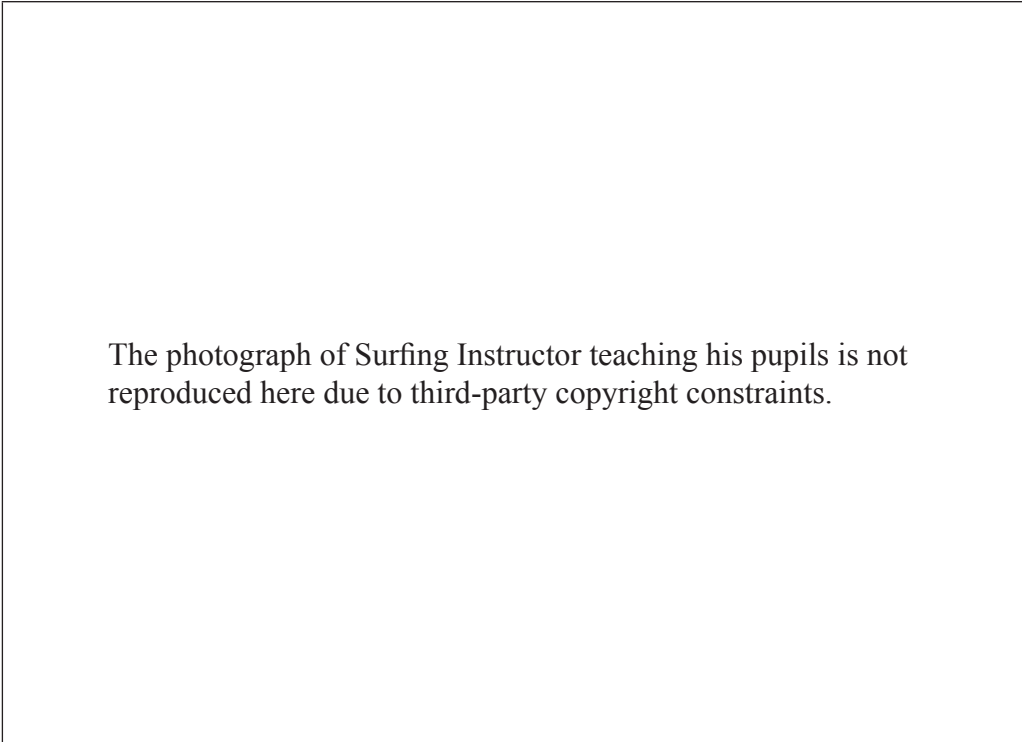 The photograph of Surfing Instructor teaching his pupils is not
reproduced here due to third-party copyright constraints.